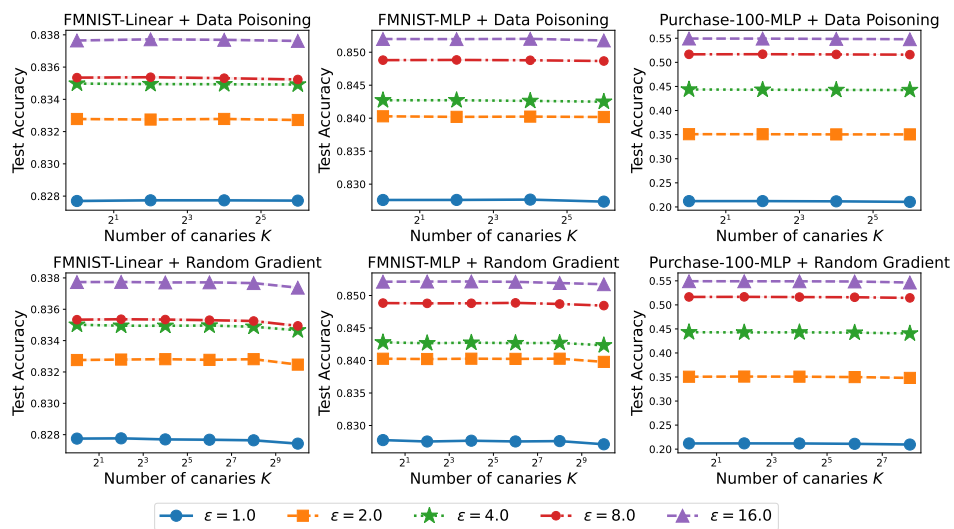 FMNIST-Linear + Data Poisoning
FMNIST-MLP + Data Poisoning
Purchase-100-MLP + Data Poisoning
Test Accuracy
0.838
0.836
0.834
0.832
0.830
0.828
2^1
2^3
2^5
Number of canaries K
Test Accuracy
0.850
0.845
0.840
0.835
0.830
2^1
2^3
2^5
Number of canaries K
Test Accuracy
0.55
0.50
0.45
0.40
0.35
0.30
0.25
0.20
2^1
2^3
2^5
Number of canaries K
FMNIST-Linear + Random Gradient
FMNIST-MLP + Random Gradient
Purchase-100-MLP + Random Gradient
Test Accuracy
0.838
0.836
0.834
0.832
0.830
0.828
2^1
2^3
2^5
2^7
2^9
Number of canaries K
Test Accuracy
0.850
0.845
0.840
0.835
0.830
2^1
2^3
2^5
2^7
2^9
Number of canaries K
Test Accuracy
0.55
0.50
0.45
0.40
0.35
0.30
0.25
0.20
2^1
2^3
2^5
2^7
Number of canaries K
ε = 1.0
ε = 2.0
ε = 4.0
ε = 8.0
ε = 16.0